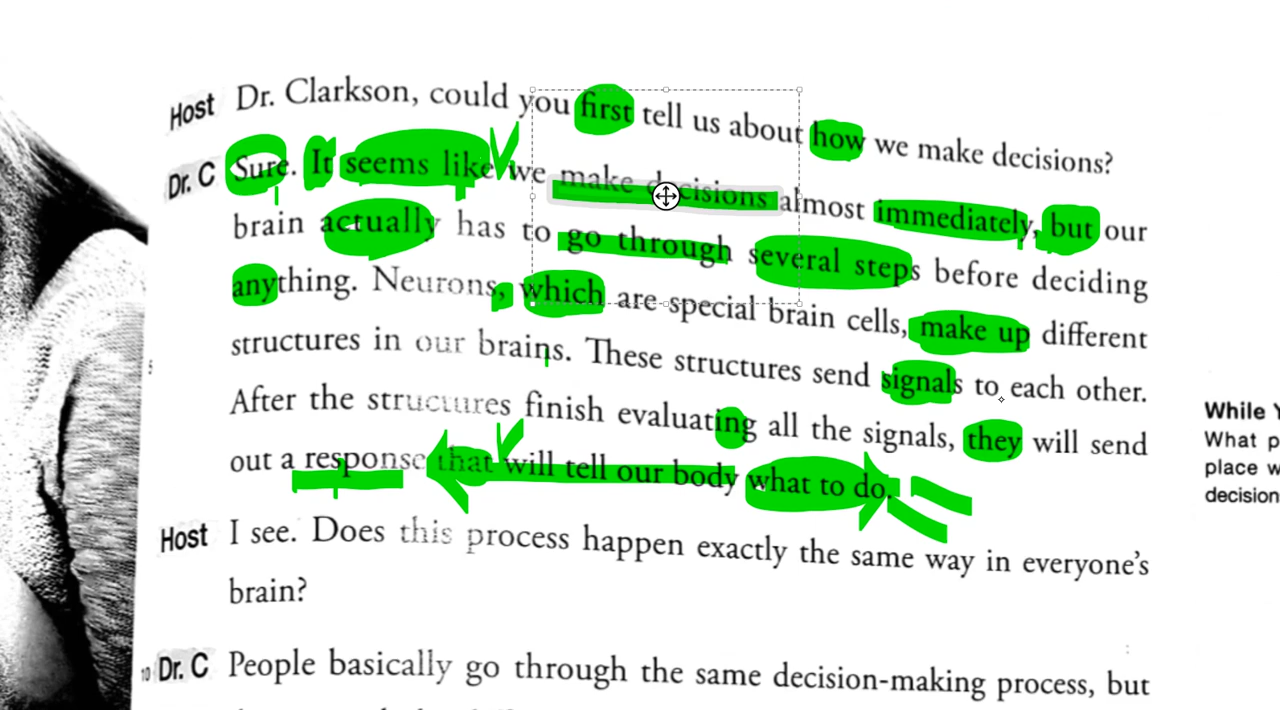 Host Dr. Clarkson, could you first tell us about how we make decisions?
Dr. C Sure. It seems like we make decisions almost immediately, but our
brain actually has to go through several steps before deciding
anything. Neurons, which are special brain cells, make up different
structures in our brains. These structures send signals to each other.
After the structures finish evaluating all the signals, they will send
out a response that will tell our body what to do.
Host I see. Does this process happen exactly the same way in everyone's
brain?
10 Dr. C People basically go through the same decision-making process, but
While
What p
place w
decision